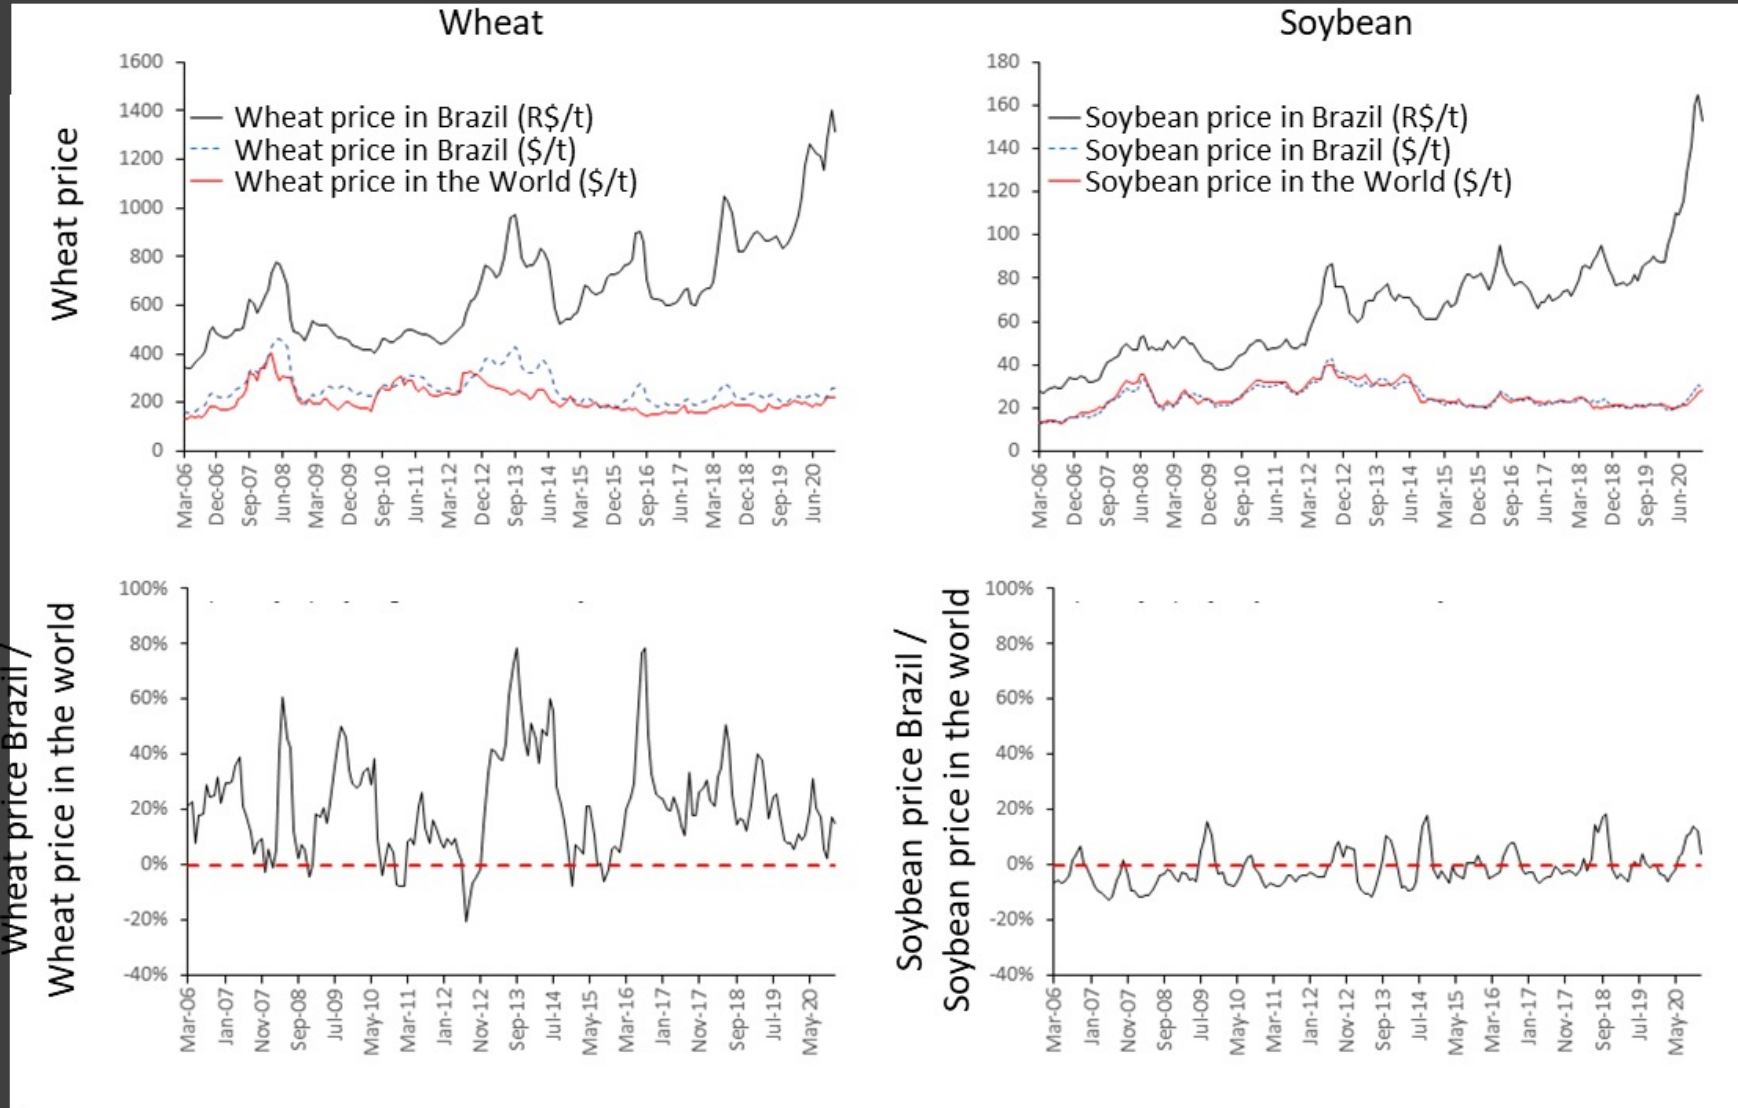 Wheat
Wheat price
1600
1400
1200
1000
800
600
400
200
0
Wheat price in Brazil (R$/t)
Wheat price in Brazil ($/t)
Wheat price in the World ($/t)
Mar-06
Dec-06
Sep-07
Jun-08
Mar-09
Dec-09
Sep-10
Jun-11
Mar-12
Dec-12
Sep-13
Jun-14
Mar-15
Dec-15
Sep-16
Jun-17
Mar-18
Dec-18
Sep-19
Jun-20
Soybean
180
160
140
120
100
80
60
40
20
0
Soybean price in Brazil (R$/t)
Soybean price in Brazil ($/t)
Soybean price in the World ($/t)
Mar-06
Dec-06
Sep-07
Jun-08
Mar-09
Dec-09
Sep-10
Jun-11
Mar-12
Dec-12
Sep-13
Jun-14
Mar-15
Dec-15
Sep-16
Jun-17
Mar-18
Dec-18
Sep-19
Jun-20
Wheat price Brazil /
Wheat price in the world
100%
80%
60%
40%
20%
0%
-20%
-40%
Mar-06
Jan-07
Nov-07
Sep-08
Jul-09
May-10
Mar-11
Nov-12
Sep-13
Jul-14
May-15
Mar-16
Jan-17
Nov-17
Sep-18
Jul-19
May-20
Soybean price Brazil /
Soybean price in the world
100%
80%
60%
40%
20%
0%
-20%
-40%
Mar-06
Jan-07
Nov-07
Sep-08
Jul-09
May-10
Mar-11
Jan-12
Nov-12
Sep-13
Jul-14
May-15
Mar-16
Jan-17
Nov-17
Sep-18
Jul-19
May-20